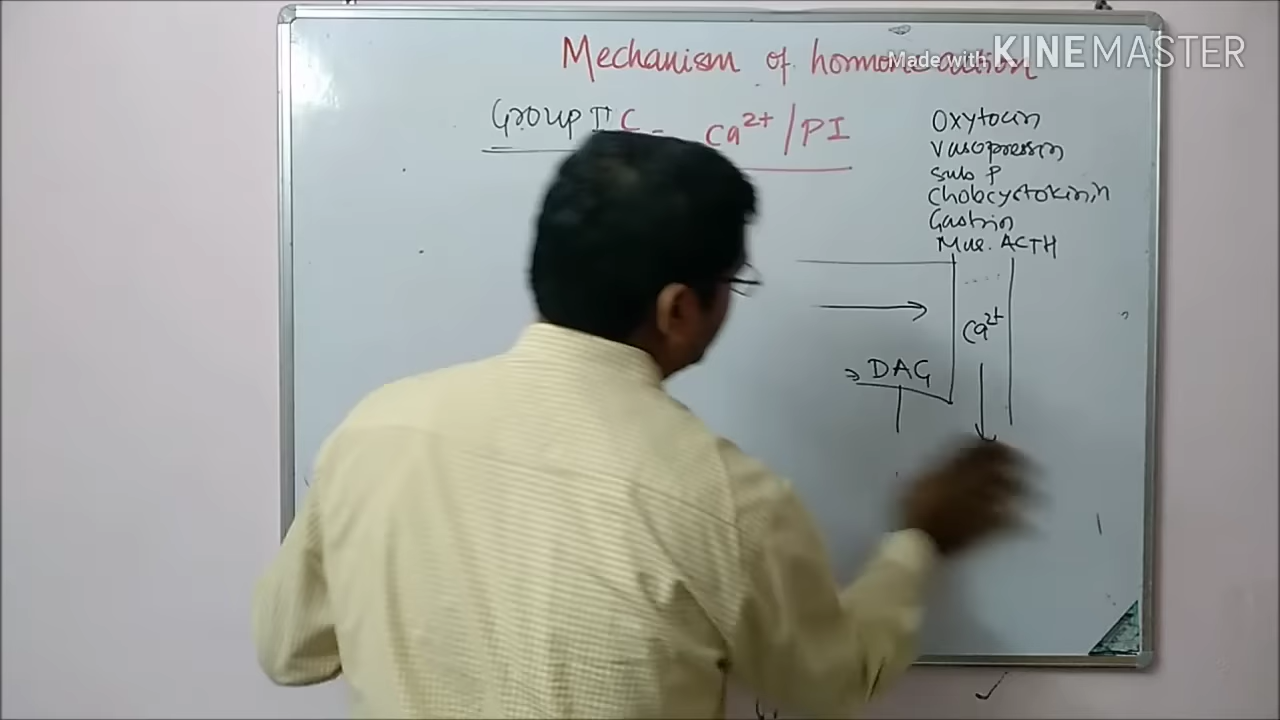 Mechanism of hormone action
Made with KINEMASTER
Group II C - Ca2+ / PI
Oxytocin
Vasopressin
Sub P
Cholecystokinin
Gastrin
ACTH
Ca2+
DAG